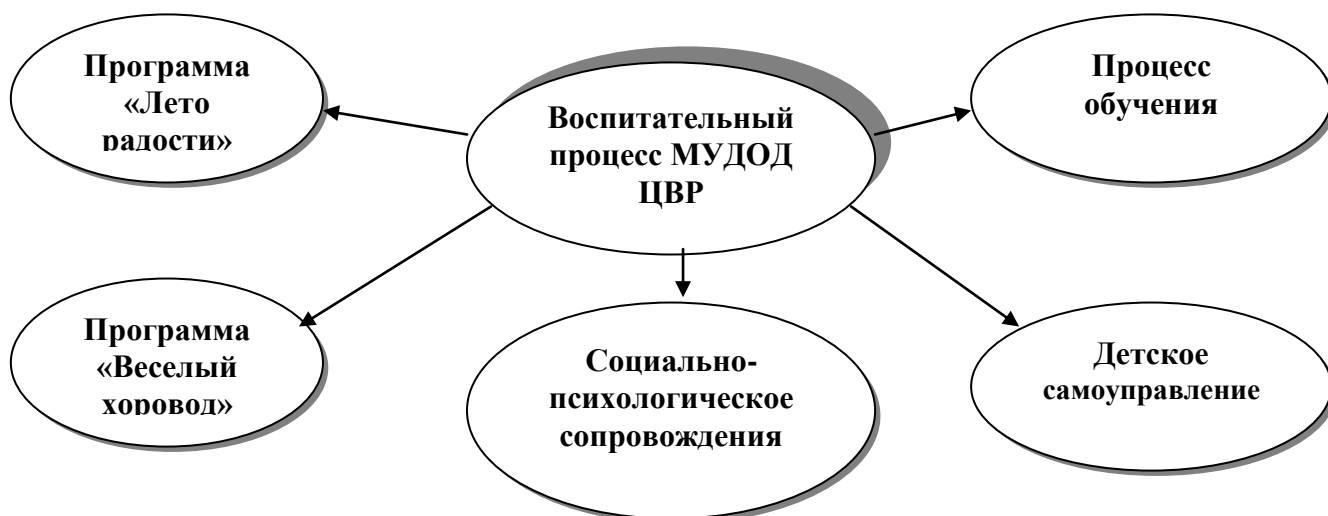 Программа
«Лето
радости»
Воспитательный
процесс МУДОД
ЦВР
Процесс
обучения
Программа
«Веселый
хоровод»
Социально-
психологическое
сопровождения
Детское
самоуправление